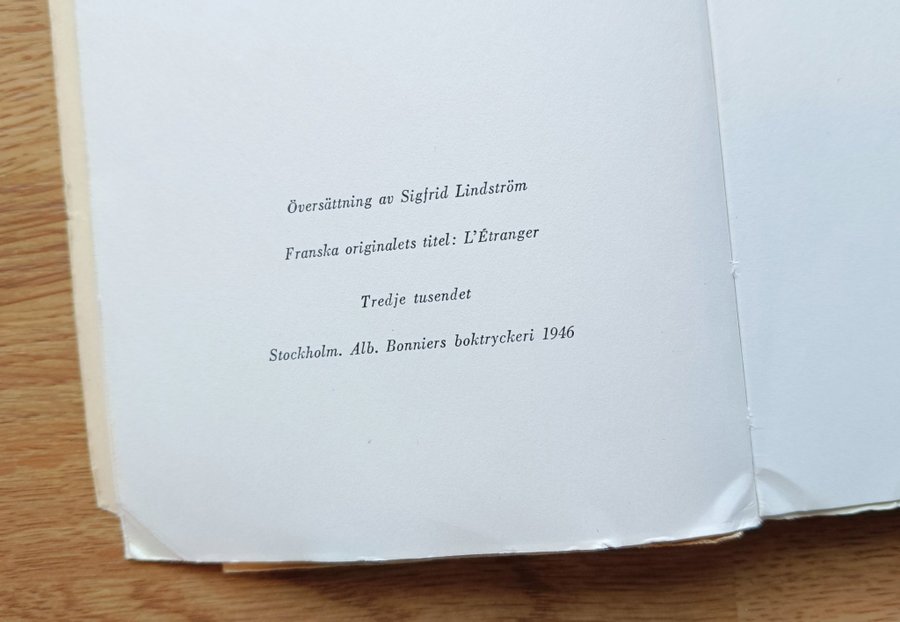 Översättning av Sigfrid Lindström
Franska originalets titel: L'Étranger
Tredje tusendet
Stockholm. Alb. Bonniers boktryckeri 1946